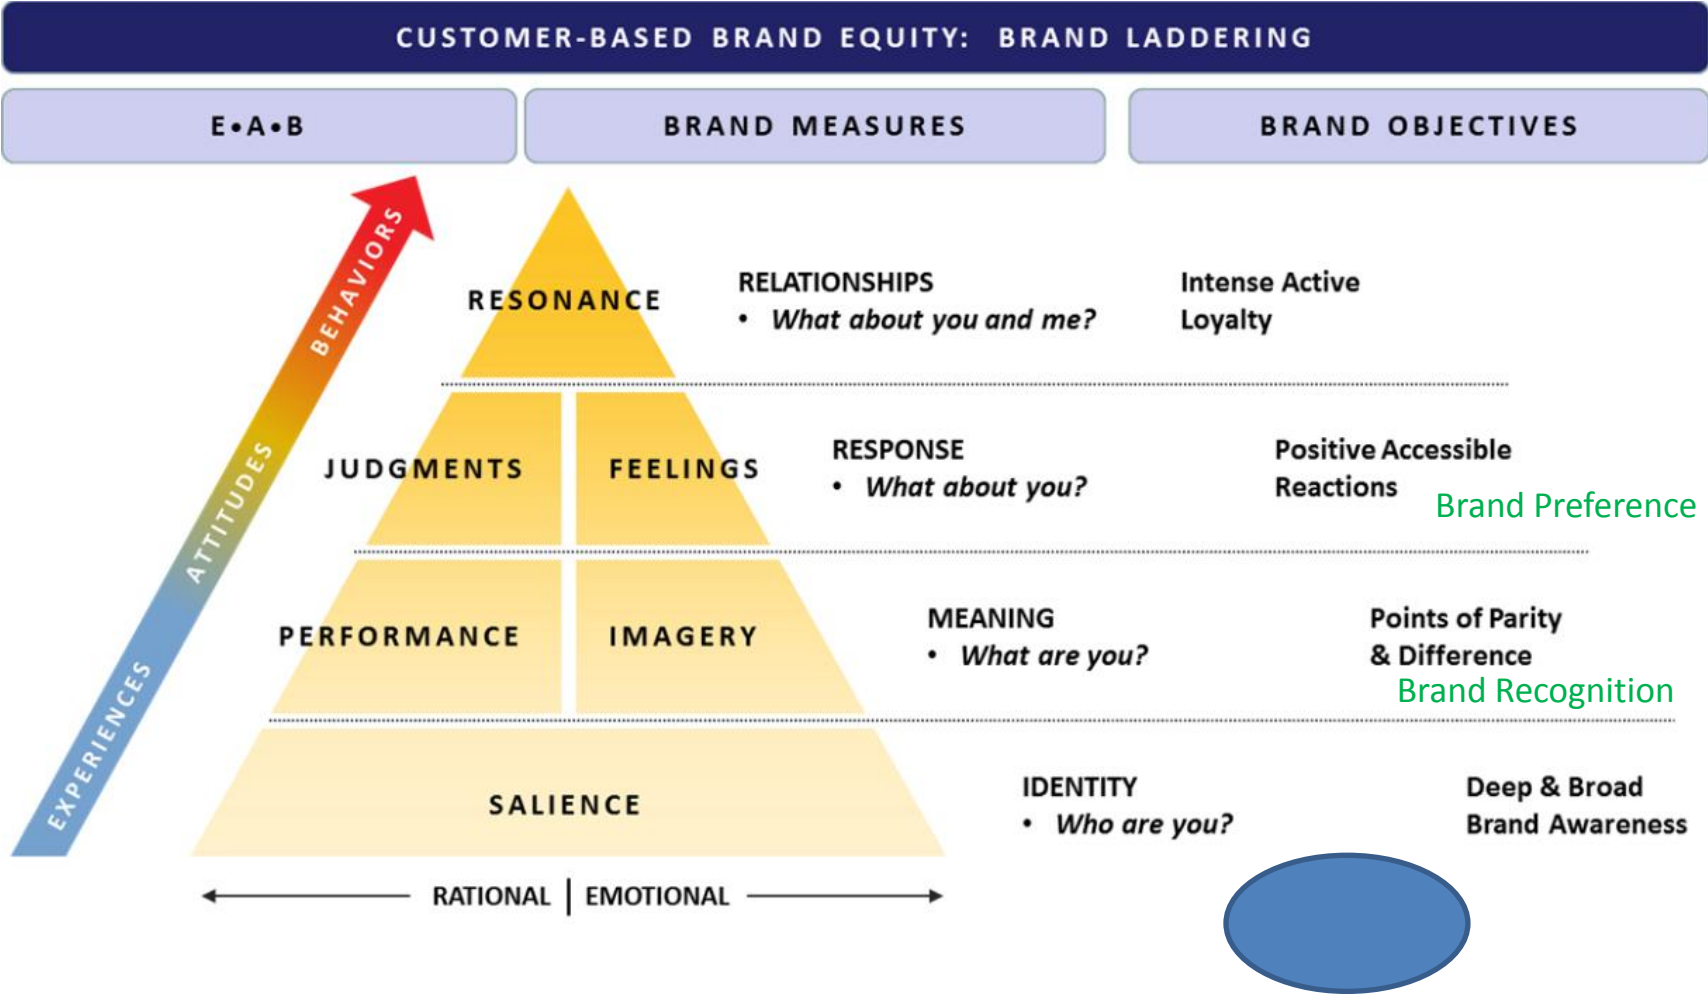 CUSTOMER-BASED BRAND EQUITY: BRAND LADDERING
E•A•B
BRAND MEASURES
BRAND OBJECTIVES
BEHAVIORS
ATTITUDES
EXPERIENCES
RESONANCE
RELATIONSHIPS
• What about you and me?
Intense Active
Loyalty
JUDGMENTS
FEELINGS
RESPONSE
• What about you?
Positive Accessible
Reactions
Brand Preference
PERFORMANCE
IMAGERY
MEANING
• What are you?
Points of Parity
& Difference
Brand Recognition
SALIENCE
IDENTITY
• Who are you?
Deep & Broad
Brand Awareness
RATIONAL | EMOTIONAL